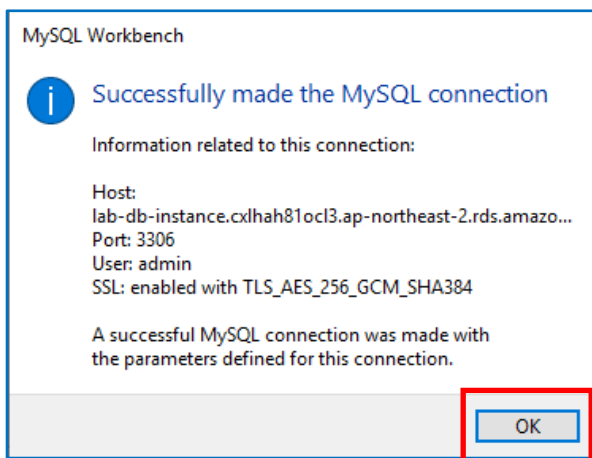 MySQL Workbench
Successfully made the MySQL connection
Information related to this connection:
Host:
lab-db-instance.cxlhah81ocl3.ap-northeast-2.rds.amazo...
Port: 3306
User: admin
SSL: enabled with TLS_AES_256_GCM_SHA384
A successful MySQL connection was made with
the parameters defined for this connection.
OK